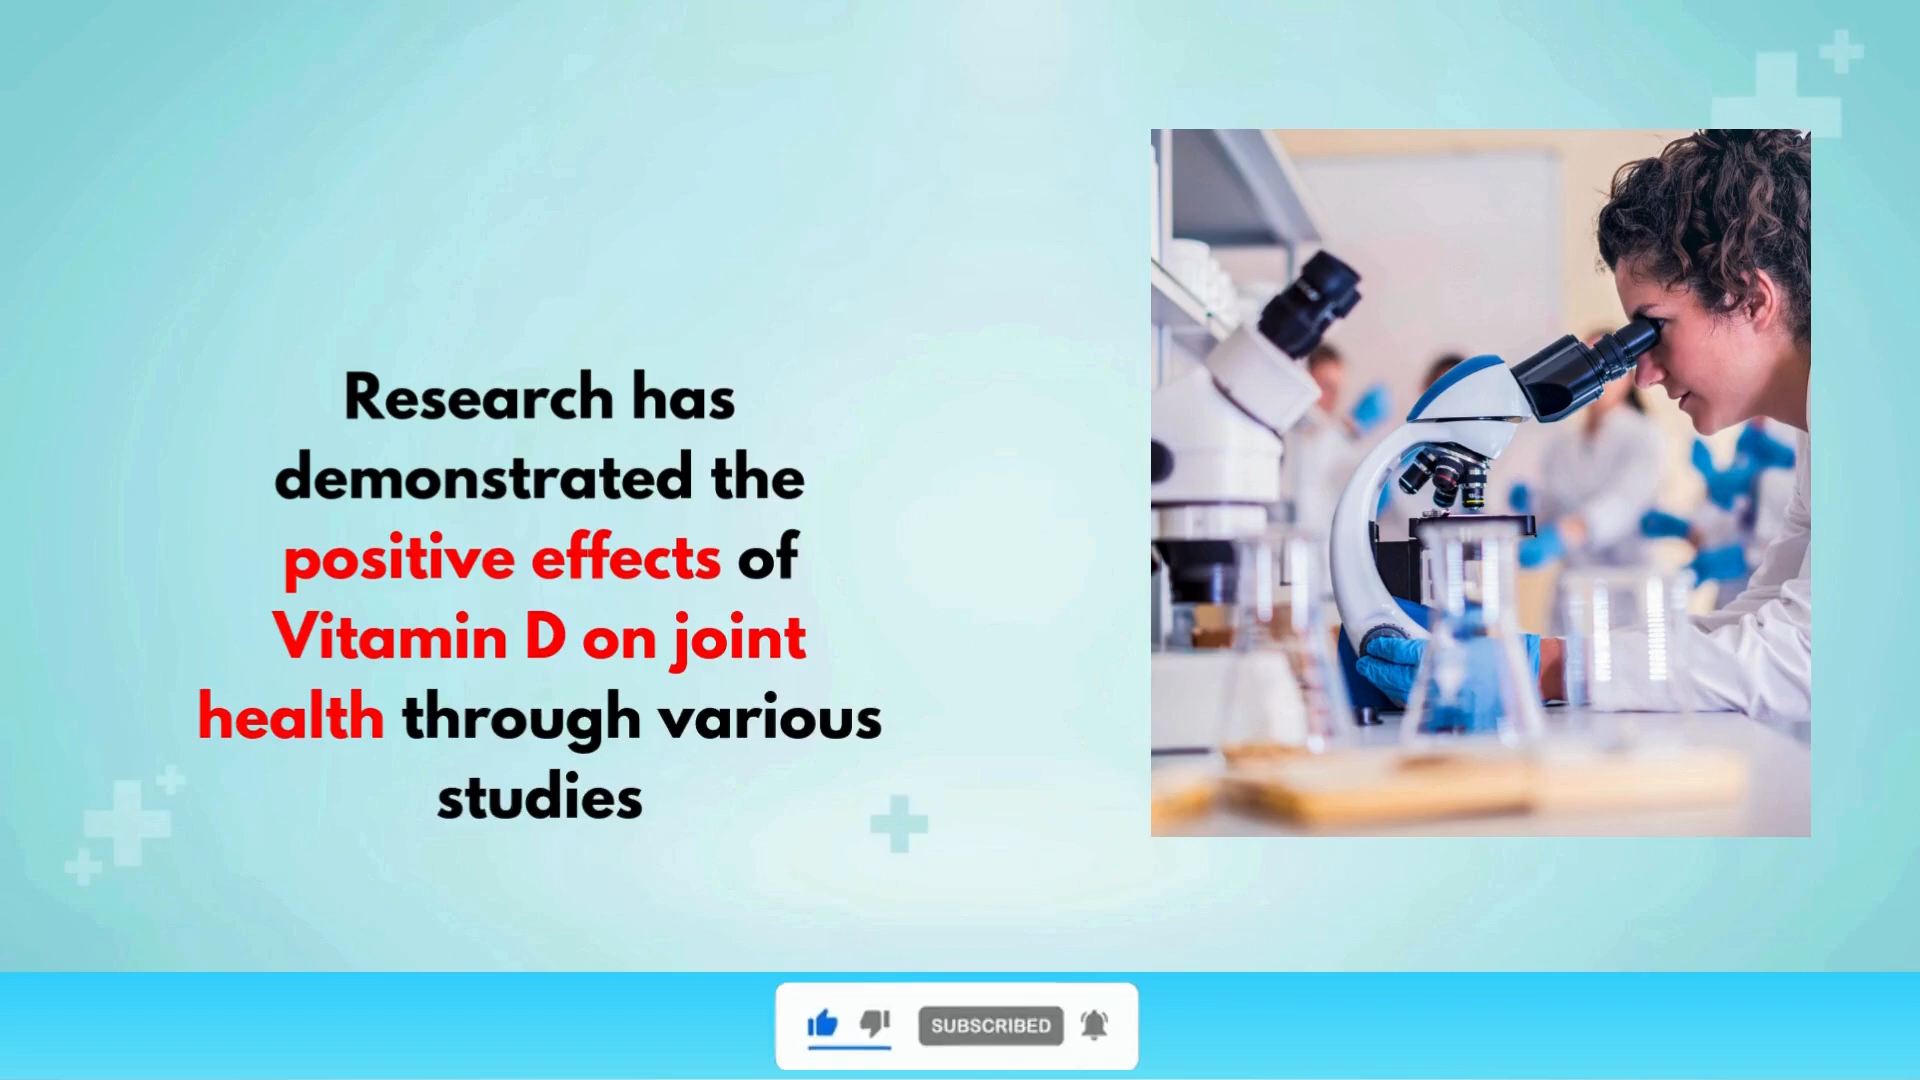 Research has
demonstrated the
positive effects of
Vitamin D on joint
health through various
studies
SUBSCRIBED